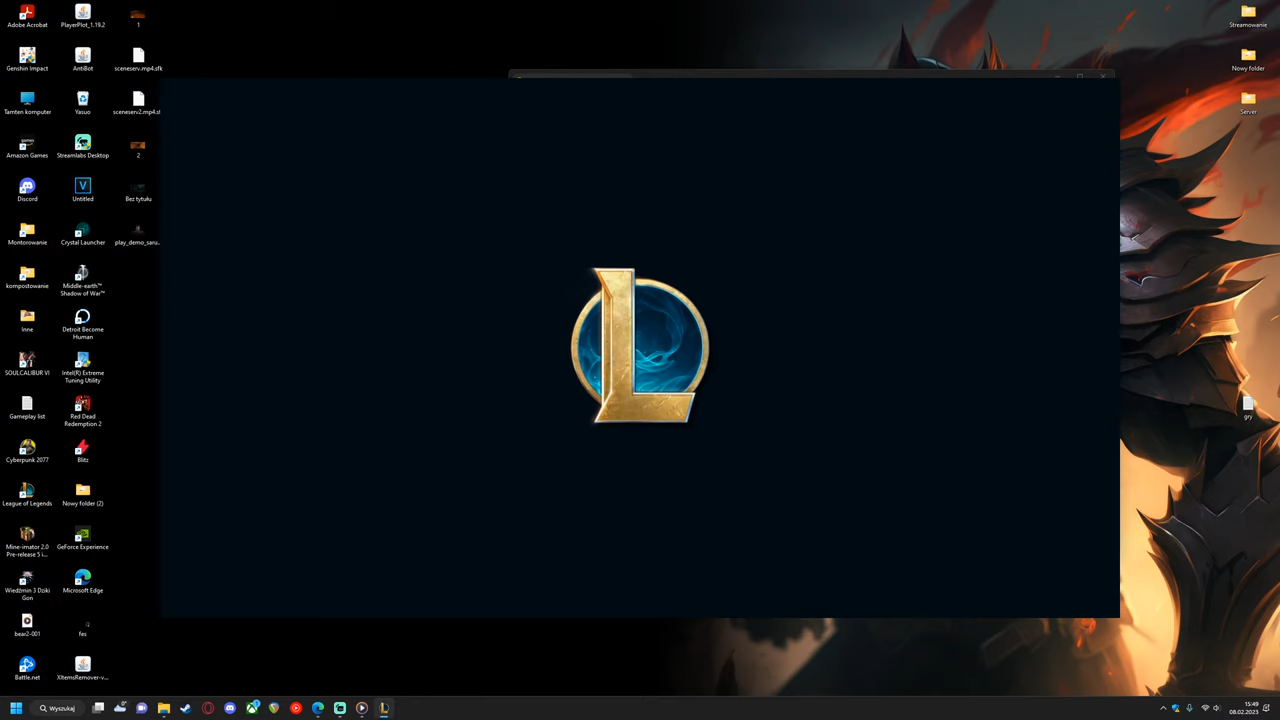 Adobe Acrobat
PlayerPlot_1.19.2
1
Genshin Impact
AntiBot
sceneserv.mp4.sfk
Tamten komputer
Yasuo
sceneserv2.mp4.sf
Amazon Games
Streamlabs Desktop
2
Discord
Untitled
Bez tytułu
Montorowanie
Crystal Launcher
play_demo_saru...
kompostowanie
Middle-earth™
Shadow of War™
Inne
Detroit Become
Human
SOULCALIBUR VI
Intel(R) Extreme
Tuning Utility
Gameplay list
Red Dead
Redemption 2
Cyberpunk 2077
Blitz
League of Legends
Nowy folder (2)
Mine-imator 2.0
Pre-release 5 i...
GeForce Experience
Wiedźmin 3 Dziki
Gon
Microsoft Edge
bear2-001
fes
Battle.net
XItemsRemover-v...
Streamowanie
Nowy folder
Server
gry
Wyszukaj
15:49
08.02.2023